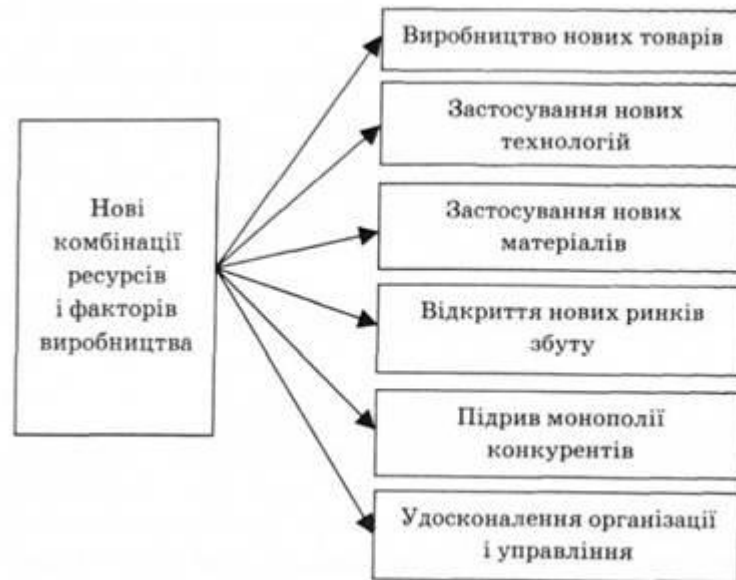 Нові
комбінації
ресурсів
і факторів
виробництва
Виробництво нових товарів
Застосування нових
технологій
Застосування нових
матеріалів
Відкриття нових ринків
збуту
Підрив монополії
конкурентів
Удосконалення організації
і управління